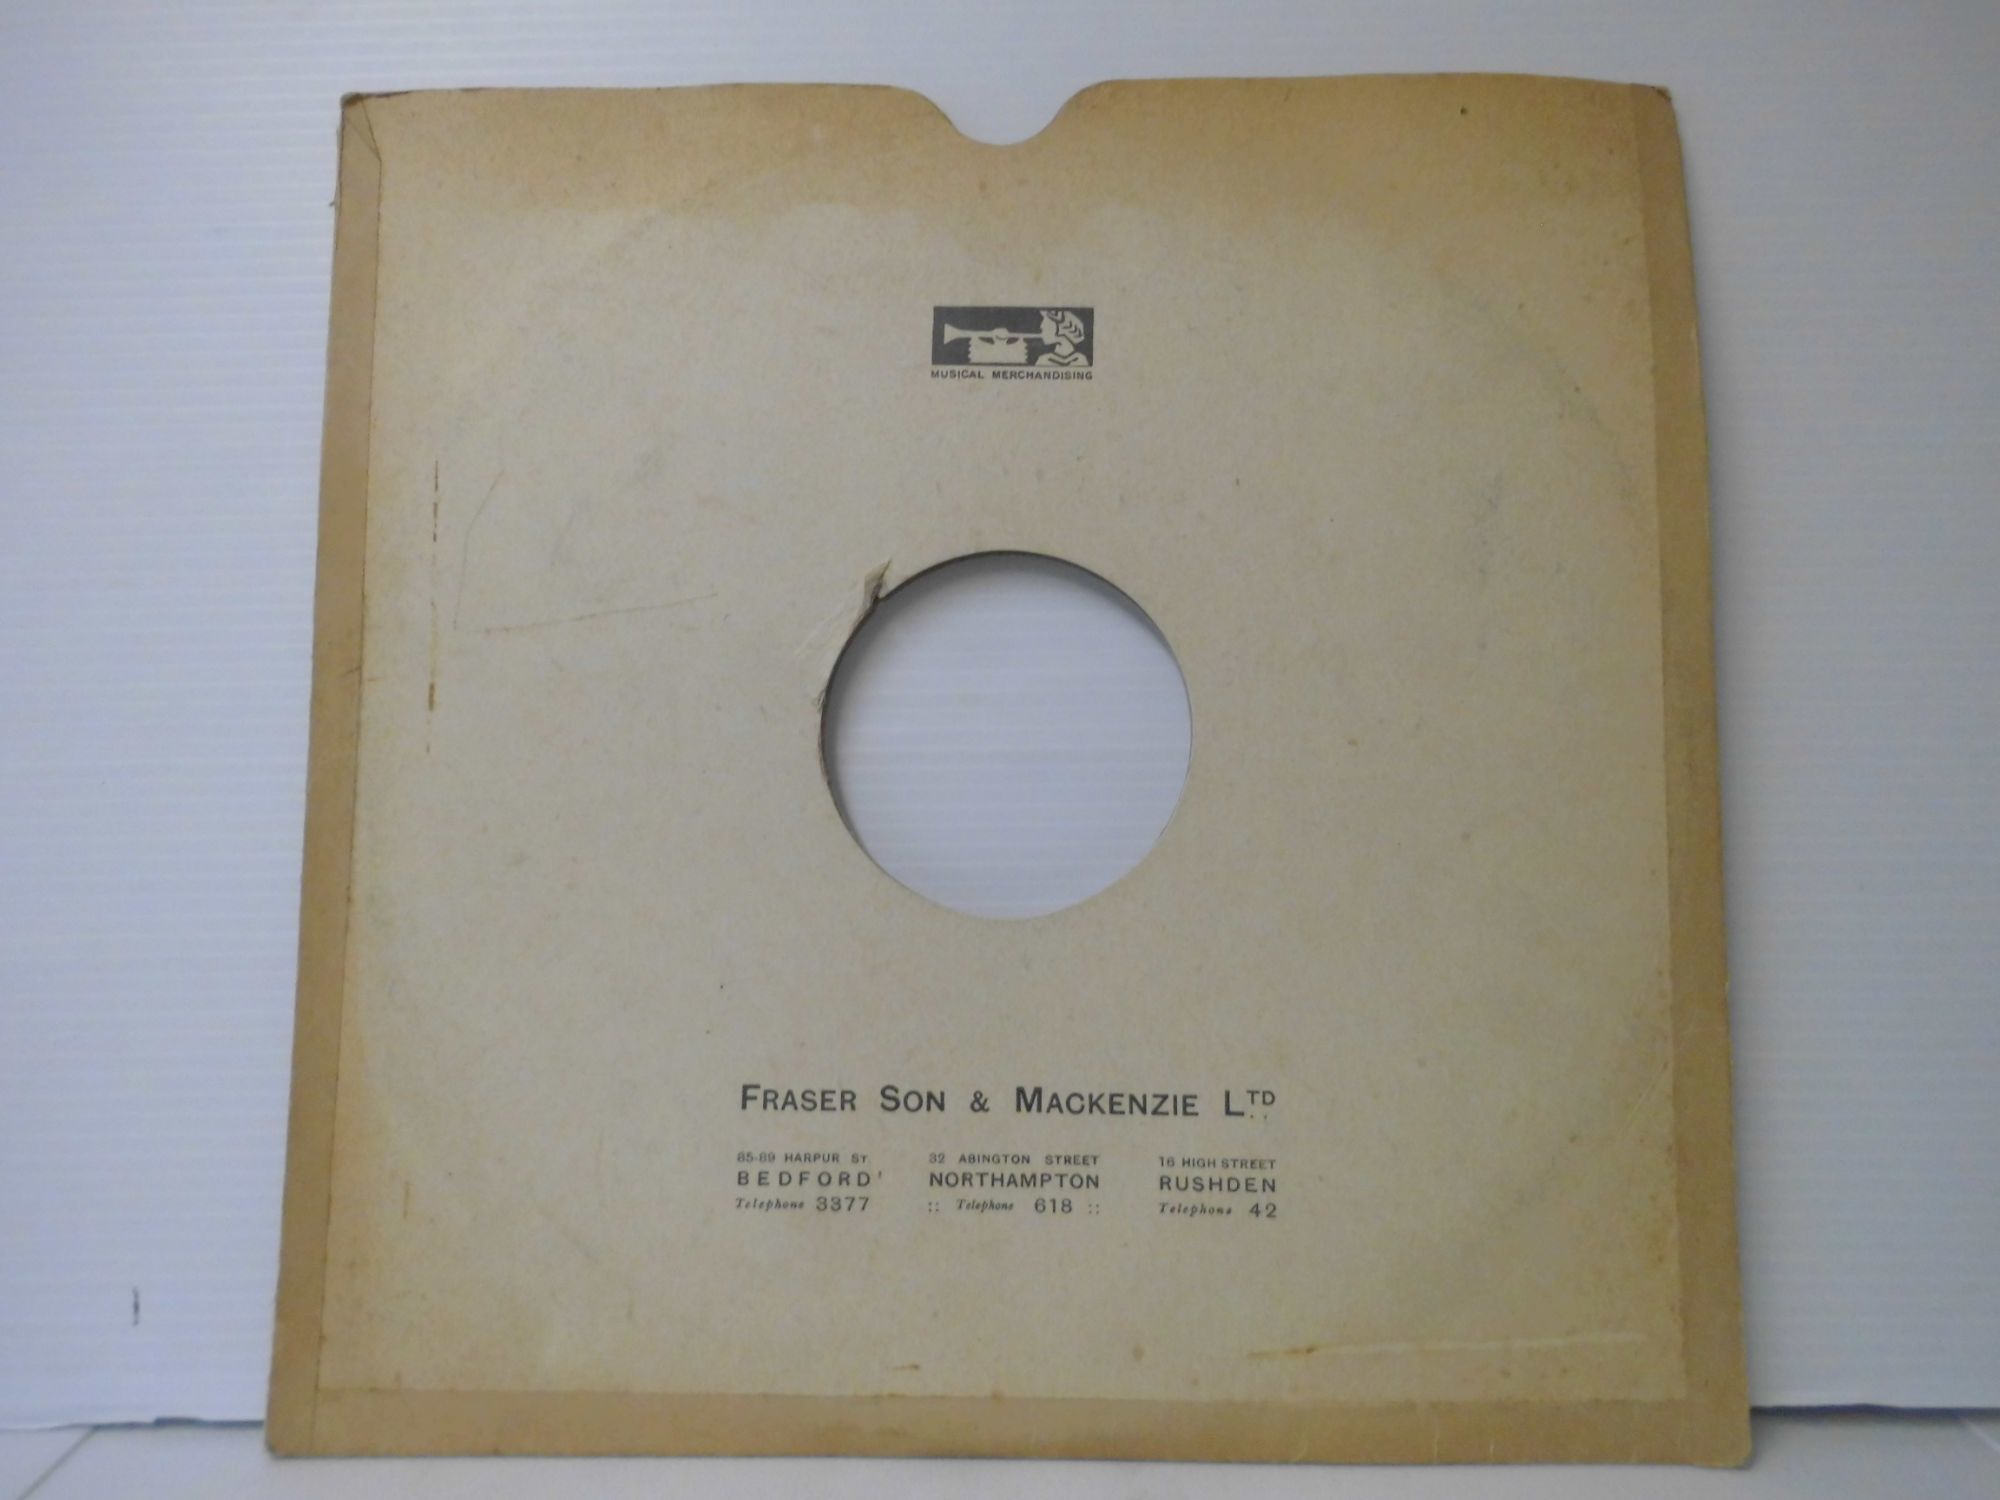 MUSICAL MERCHANDISING
FRASER SON & MACKENZIE LTD
85-89 HARPUR ST.
BEDFORD
Telephone 3377
32 ABINGTON STREET
NORTHAMPTON
:: Telephone 618 ::
16 HIGH STREET
RUSHDEN
Telephone 42